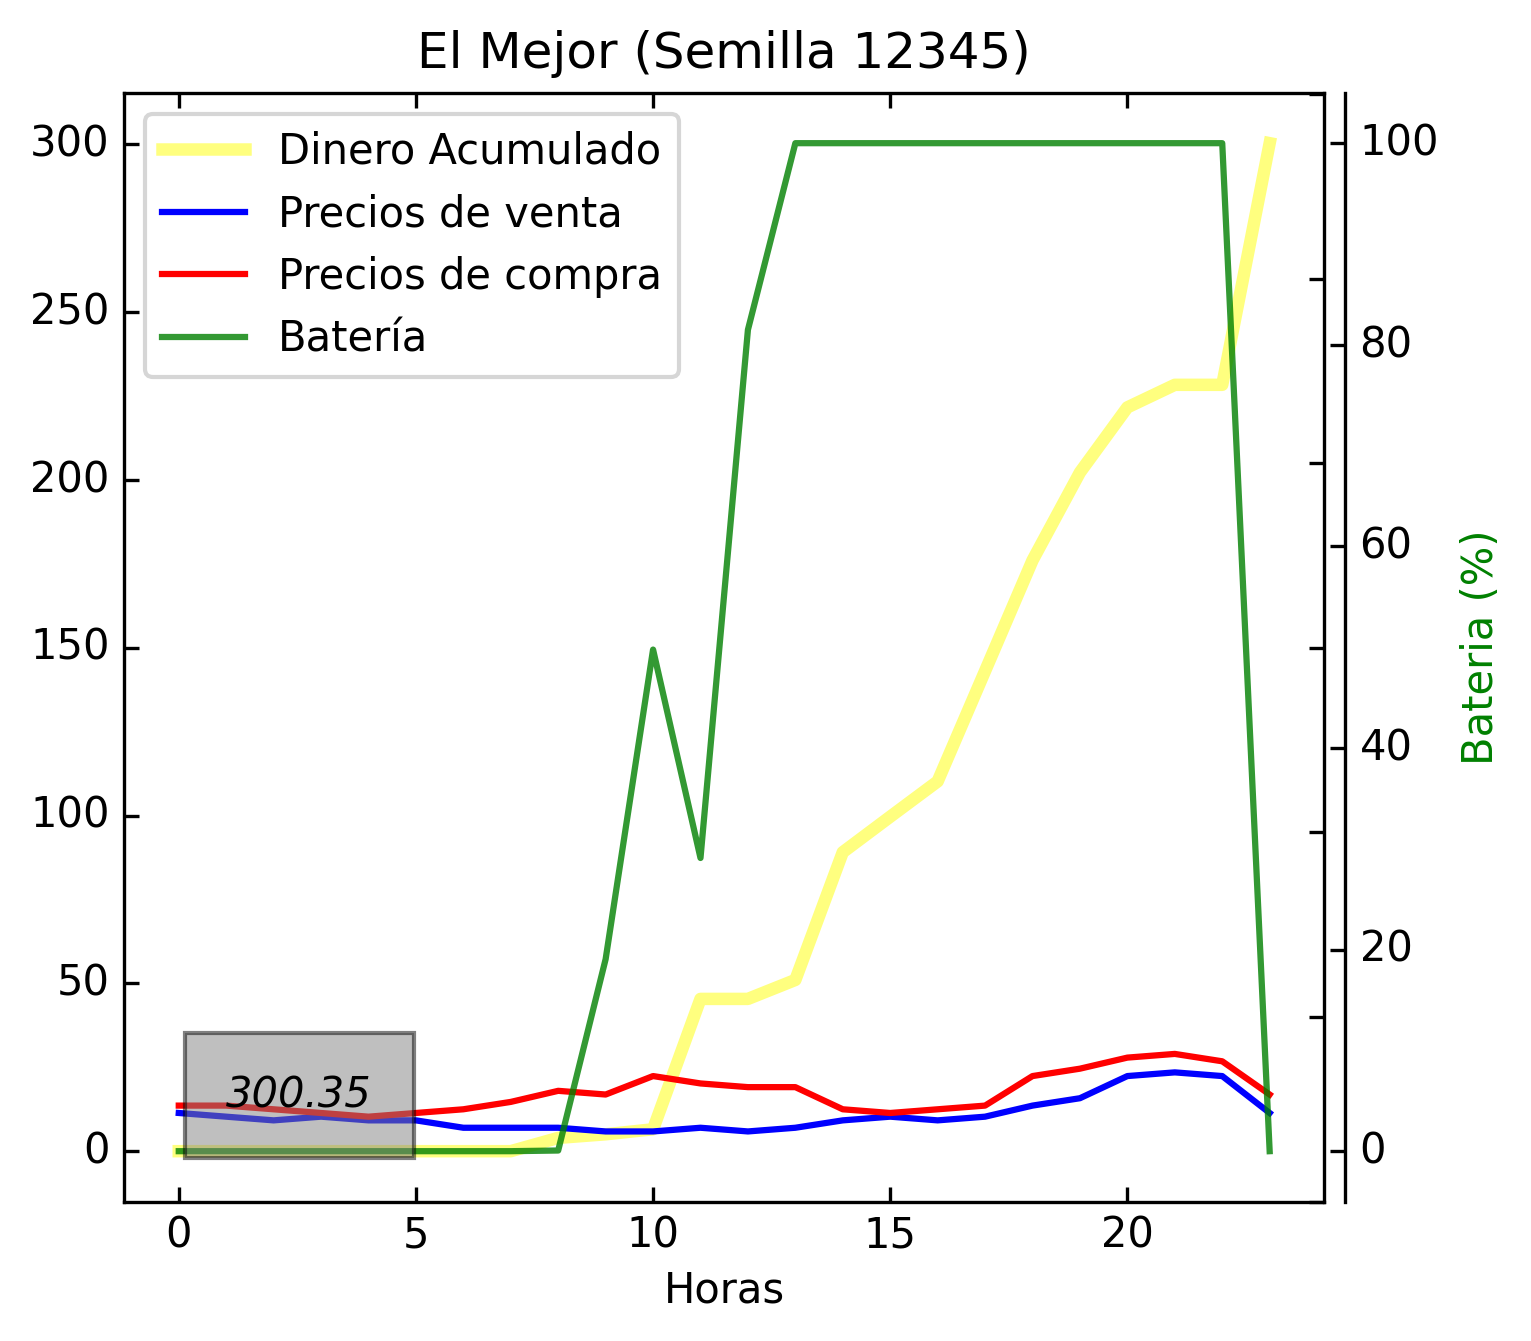 El Mejor (Semilla 12345)
Dinero Acumulado
Precios de venta
Precios de compra
Batería
300
250
200
150
100
50
0
100
80
60
40
20
0
Bateria (%)
300.35
0 5 10 15 20
Horas